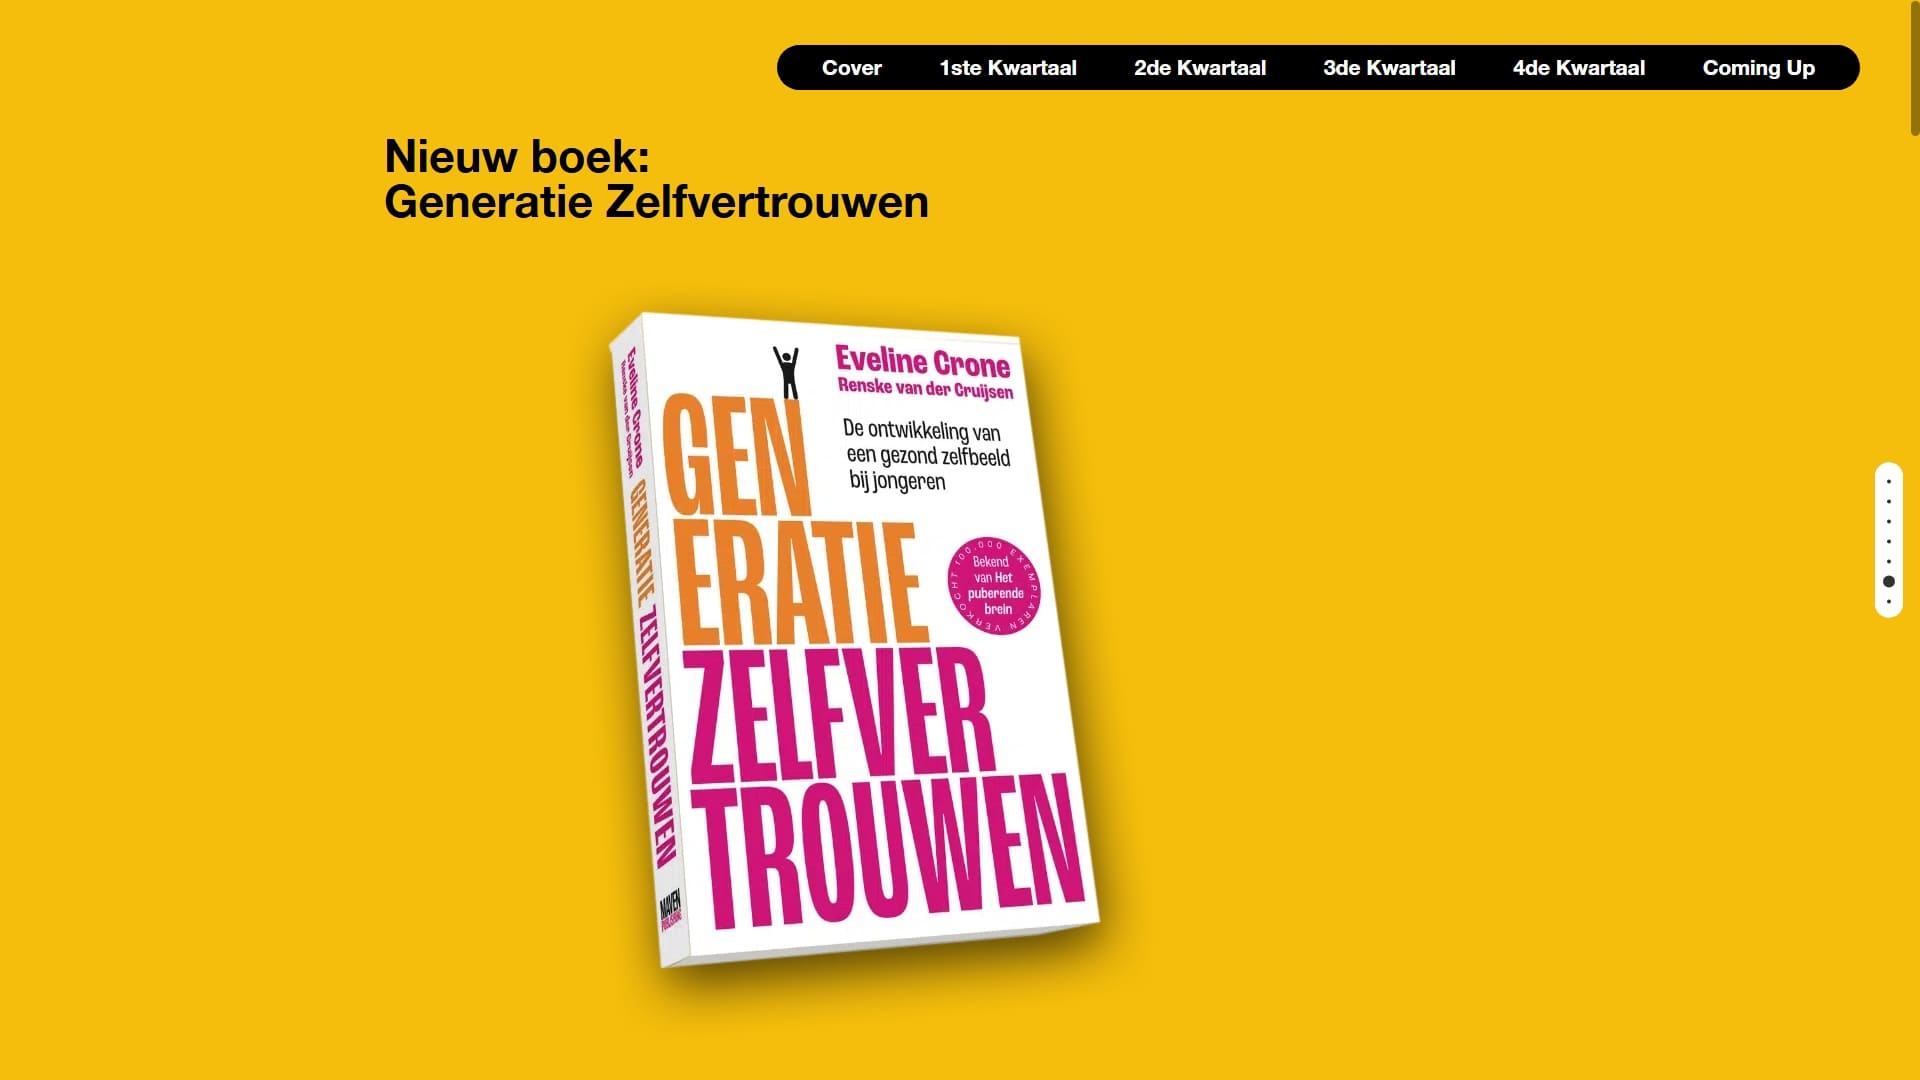 Cover
1ste Kwartaal
2de Kwartaal
3de Kwartaal
4de Kwartaal
Coming Up
Nieuw boek:
Generatie Zelfvertrouwen
Eveline Crone
Renske van der Cruijsen
De ontwikkeling van
een gezond zelfbeeld
bij jongeren
GEN
ERATIE
ZELFVER
TROUWEN
Bekend
van Het
puberende
brein
100.000 EXEMPLAREN VERKOCHT
Eveline Crone
Renske van der Cruijsen
GENERATIE ZELFVERTROUWEN
MAVEN
PUBLISHING